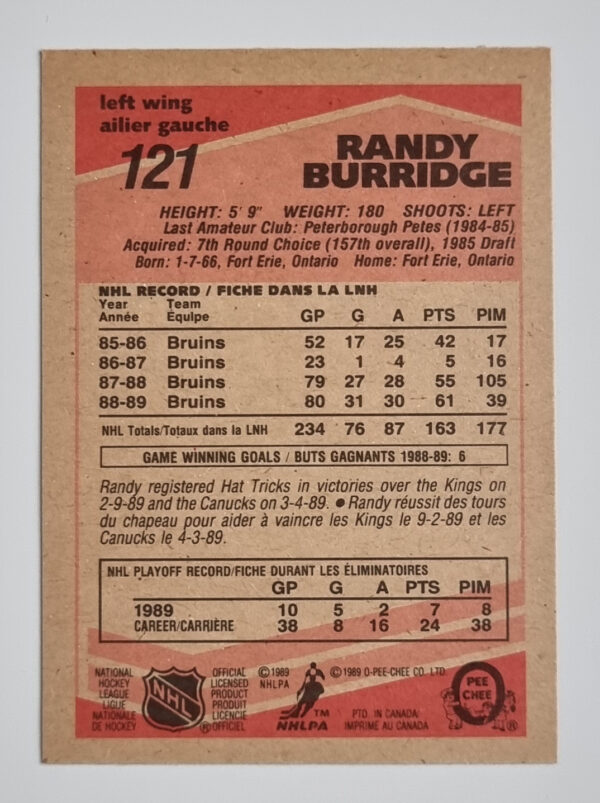 left wing
ailier gauche
121
RANDY
BURRIDGE
HEIGHT: 5' 9" WEIGHT: 180 SHOOTS: LEFT
Last Amateur Club: Peterborough Petes (1984-85)
Acquired: 7th Round Choice (157th overall), 1985 Draft
Born: 1-7-66, Fort Erie, Ontario Home: Fort Erie, Ontario
NHL RECORD / FICHE DANS LA LNH
Year Team
Année Équipe GP G A PTS PIM
85-86 Bruins 52 17 25 42 17
86-87 Bruins 23 1 4 5 16
87-88 Bruins 79 27 28 55 105
88-89 Bruins 80 31 30 61 39
NHL Totals/Totaux dans la LNH 234 76 87 163 177
GAME WINNING GOALS / BUTS GAGNANTS 1988-89: 6
Randy registered Hat Tricks in victories over the Kings on
2-9-89 and the Canucks on 3-4-89. ● Randy réussit des tours
du chapeau pour aider à vaincre les Kings le 9-2-89 et les
Canucks le 4-3-89.
NHL PLAYOFF RECORD/FICHE DURANT LES ÉLIMINATOIRES
GP G A PTS PIM
1989 10 5 2 7 8
CAREER/CARRIÈRE 38 8 16 24 38
NATIONAL
HOCKEY
LEAGUE
LIGUE
NATIONALE
DE HOCKEY
NHL
®
OFFICIAL
LICENSED
PRODUCT
PRODUIT
LICENCIE
OFFICIEL
© 1989
NHLPA
TM
NHLPA
© 1989 O-PEE-CHEE CO. LTD.
PTD. IN CANADA
IMPRIME AU CANADA
O
PEE
CHEE
®